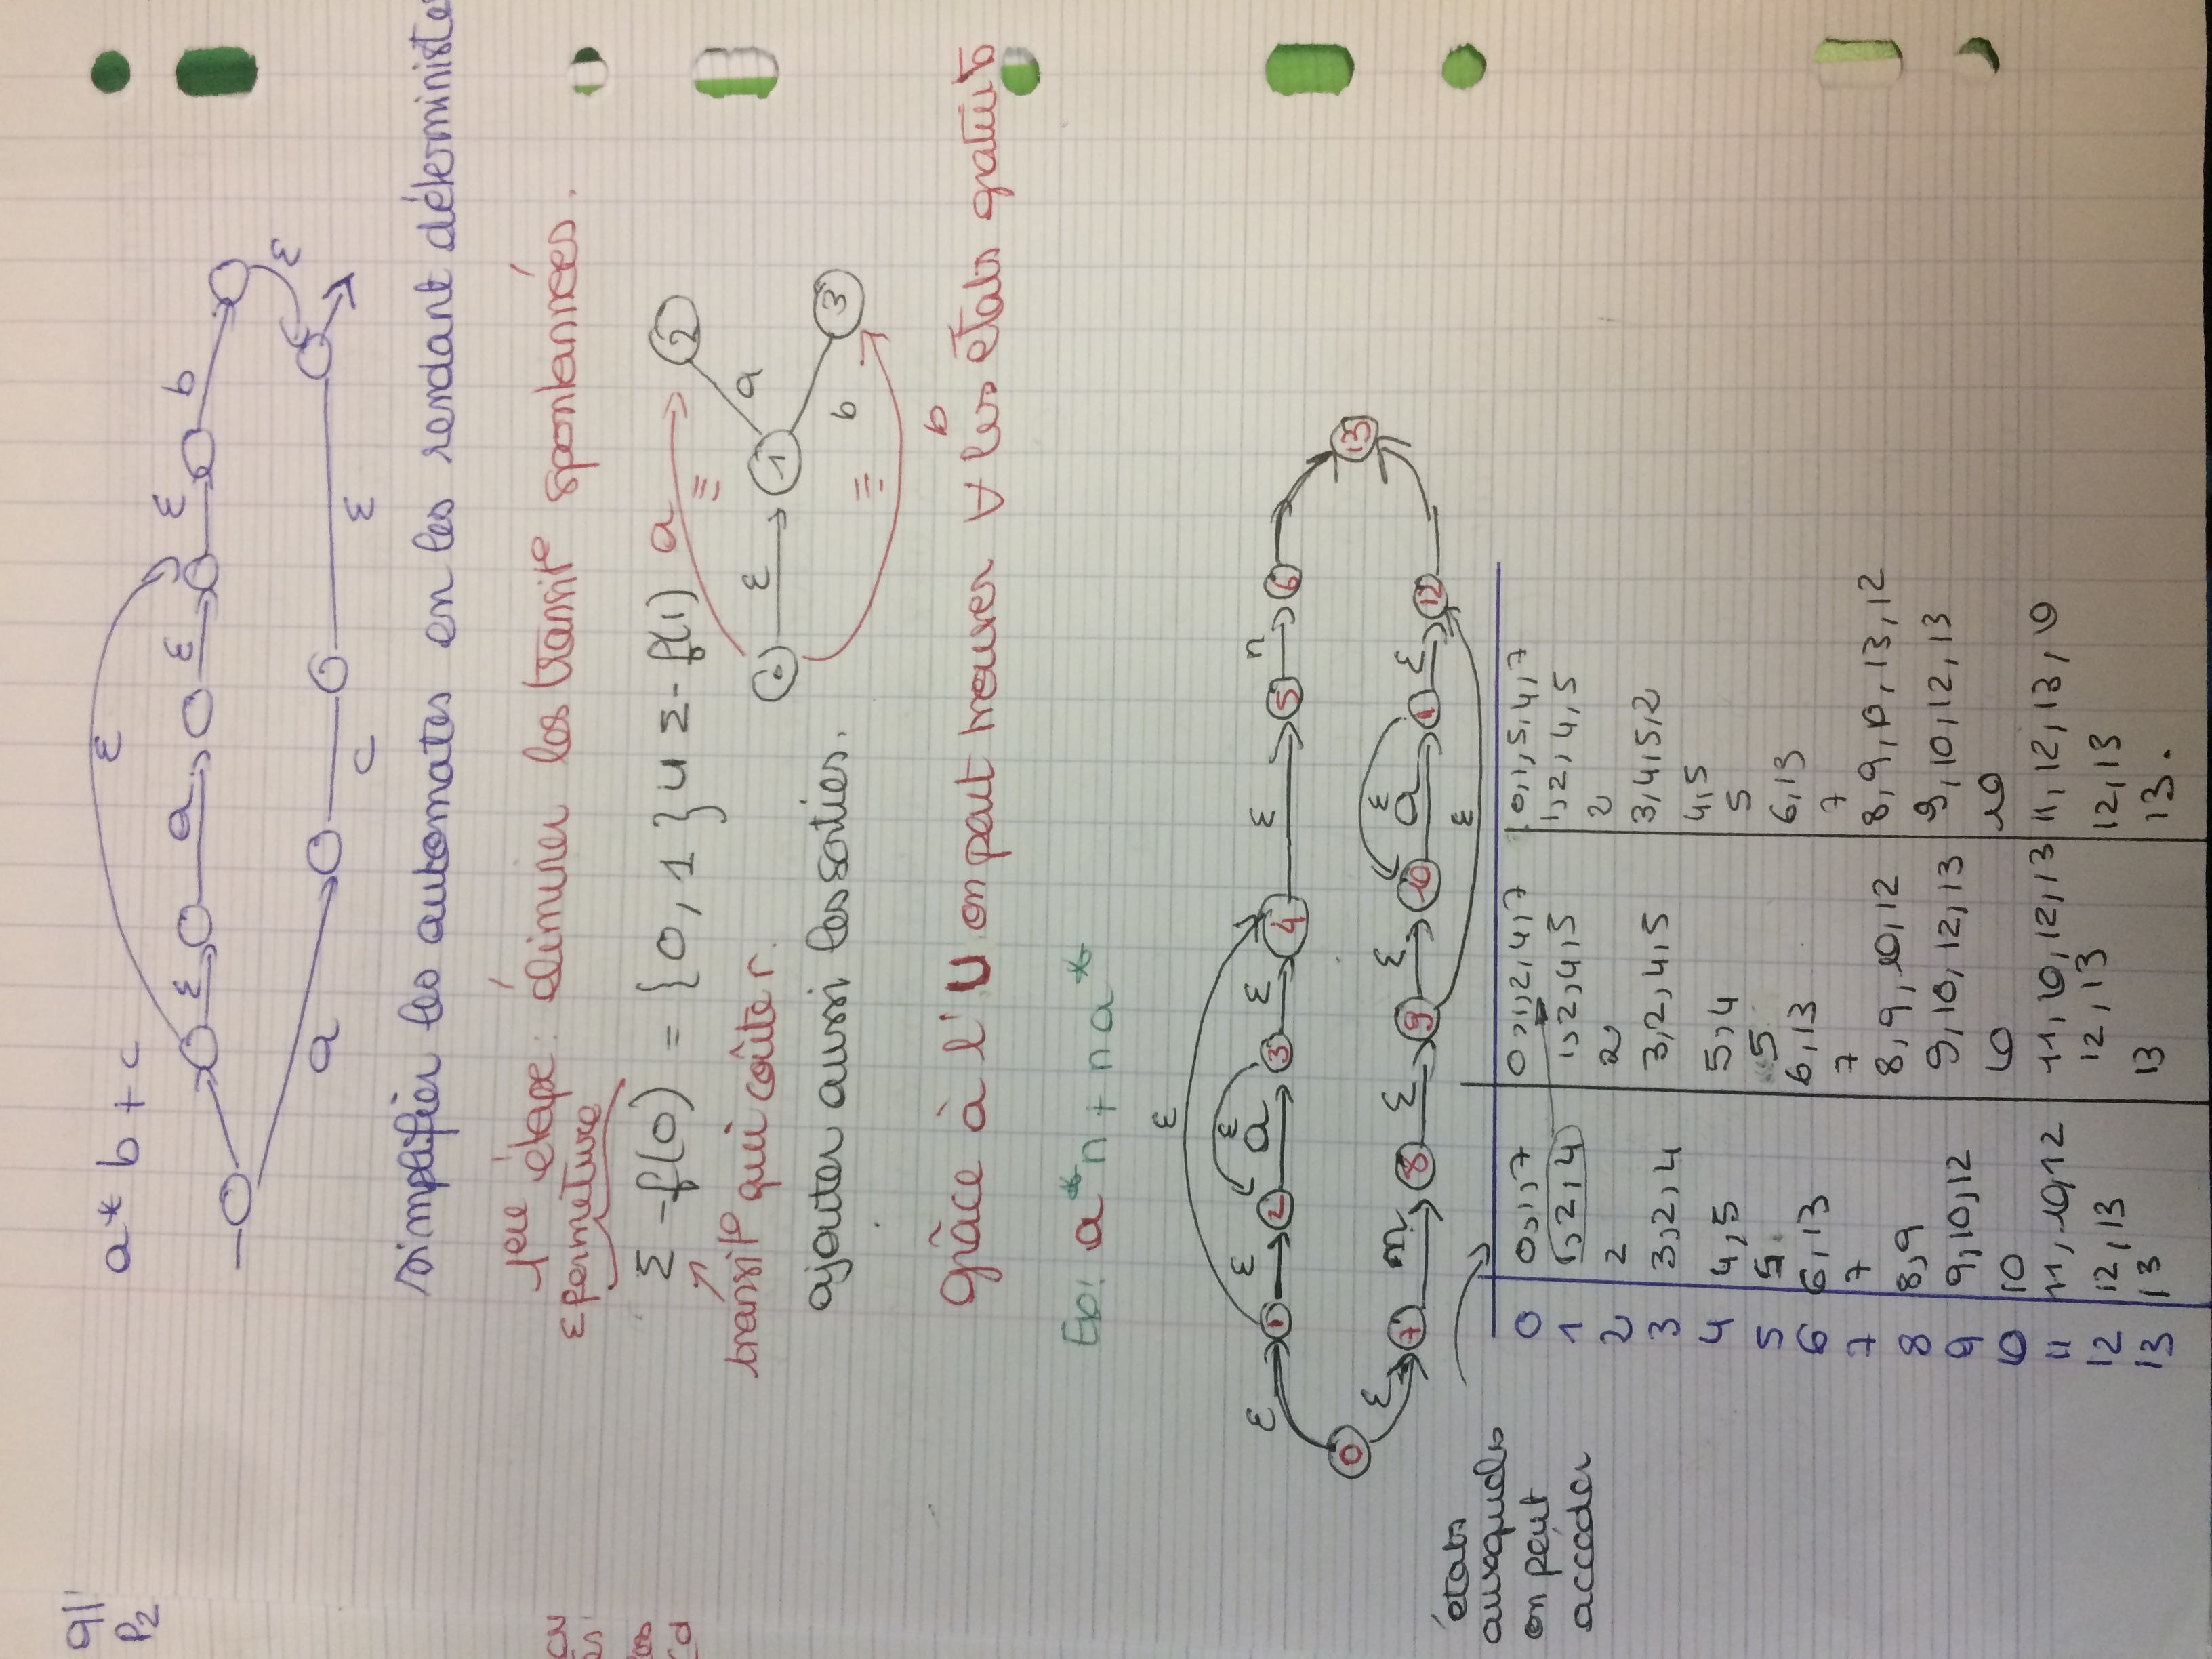 91
P2
a* b + c
ε
ε a ε ε b
ε
a c ε
simplifier les automates en les rendant déterministes
1ère étape : éliminer les transit° spontannées.
ε fermeture
Σ -f(0) = {0, 1} U Σ - f(1)
a
2
transit° qui coûte r.
0 ε 1 a
ajouter aussi les sorties.
b 3
b
grâce à l'U on peut trouver ∀ les états gratuits
Ex: a*n + na*
ε
ε
ε ε a ε ε n
1 2 3 4 5 6
0 13
ε
ε n ε ε a ε
7 8 9 10 11 12
ε
états
auxquels
on peut
accéder
0 0,1,7 0,1,2,4,7 0,1,5,4,7
1 1,2,4 1,2,4,5 1,2,4,5
2 2 2 2
3 3,2,4 3,2,4,5 3,4,5,2
4 4,5 5,4 4,5
5 5 5 5
6 6,13 6,13 6,13
7 7 7 7
8 8,9 8,9,10,12 8,9,10,13,12
9 9,10,12 9,10,12,13 9,10,12,13
10 10 10 10
11 11,10,12 11,10,12,13 11,12,13,10
12 12,13 12,13 12,13
13 13 13 13.